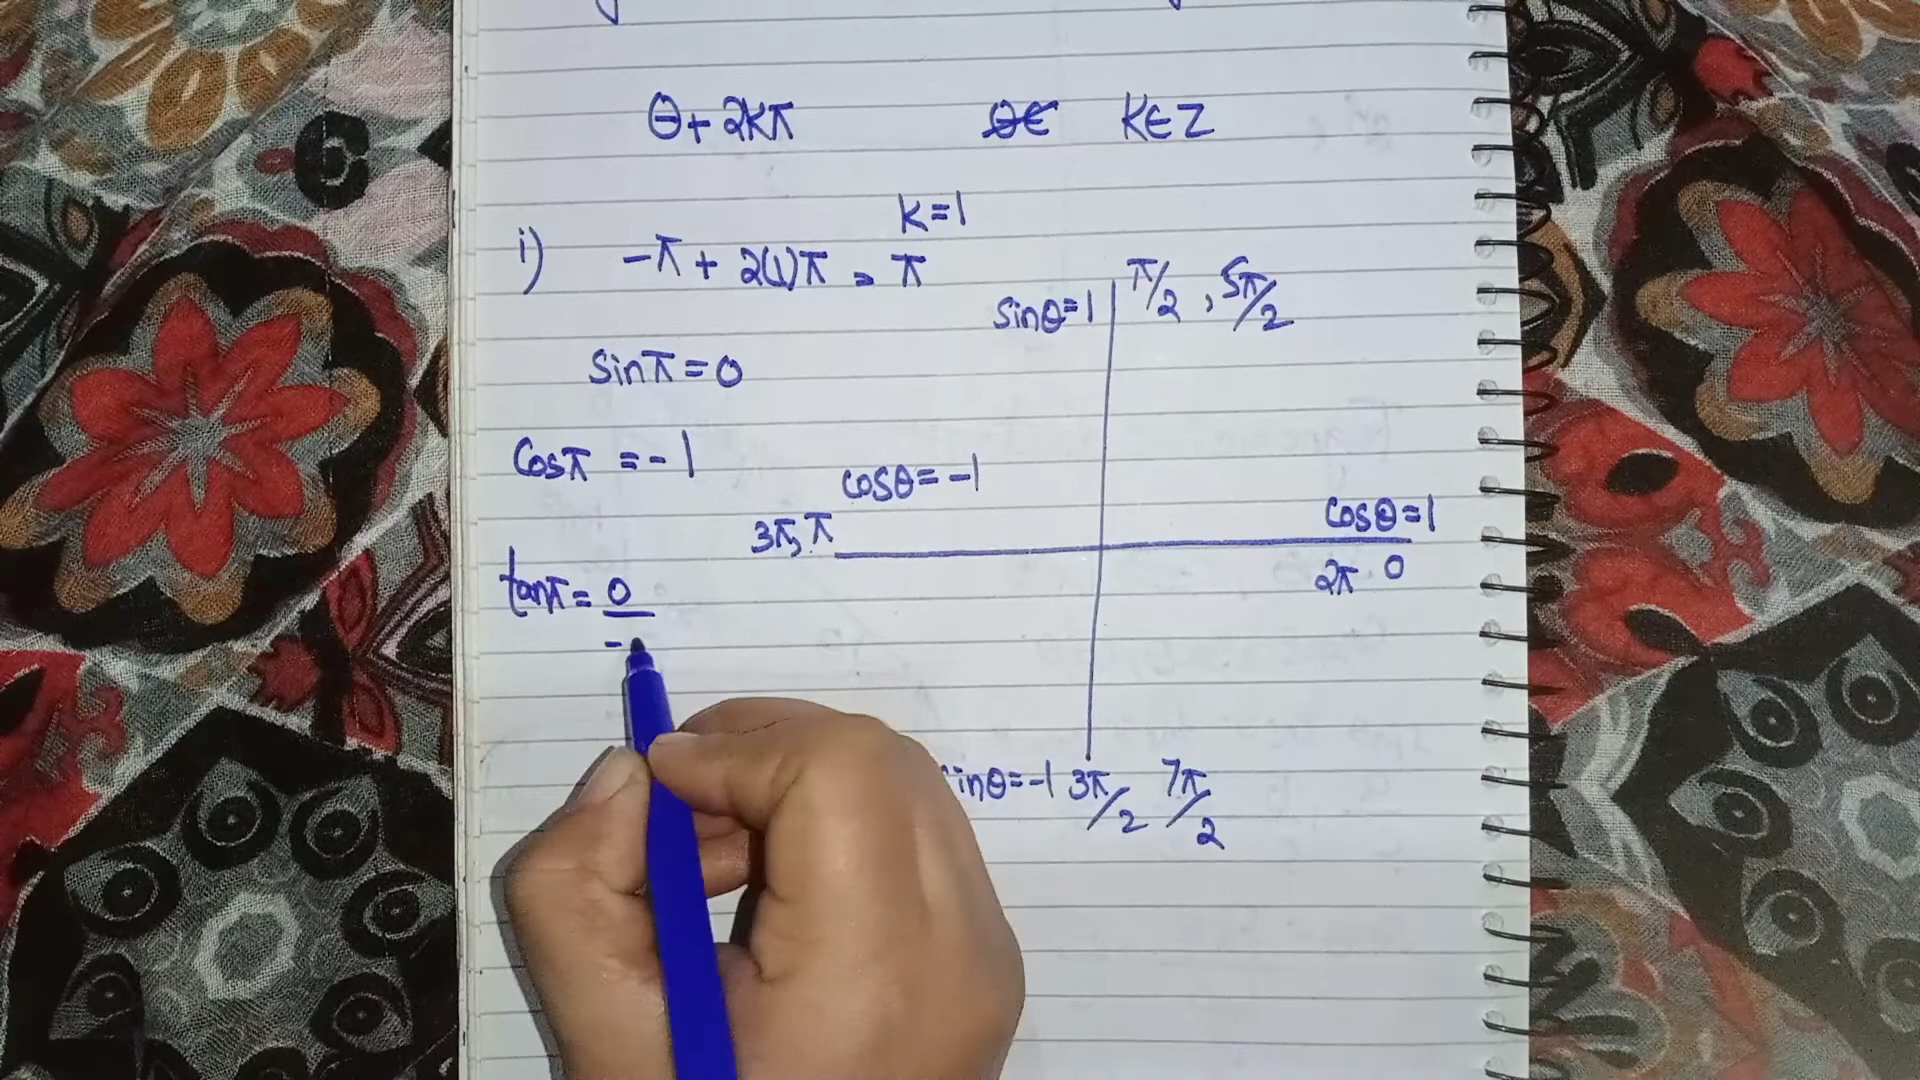 θ+2kπ θ∈ k∈Z
k=1
i) -π + 2(1)π = π
π/2, 5π/2
sinθ=1
sinπ=0
cosπ = -1
cosθ=-1
cosθ=1
3π, π
2π 0
tanπ = 0
-
inθ=-1 3π/2 7π/2